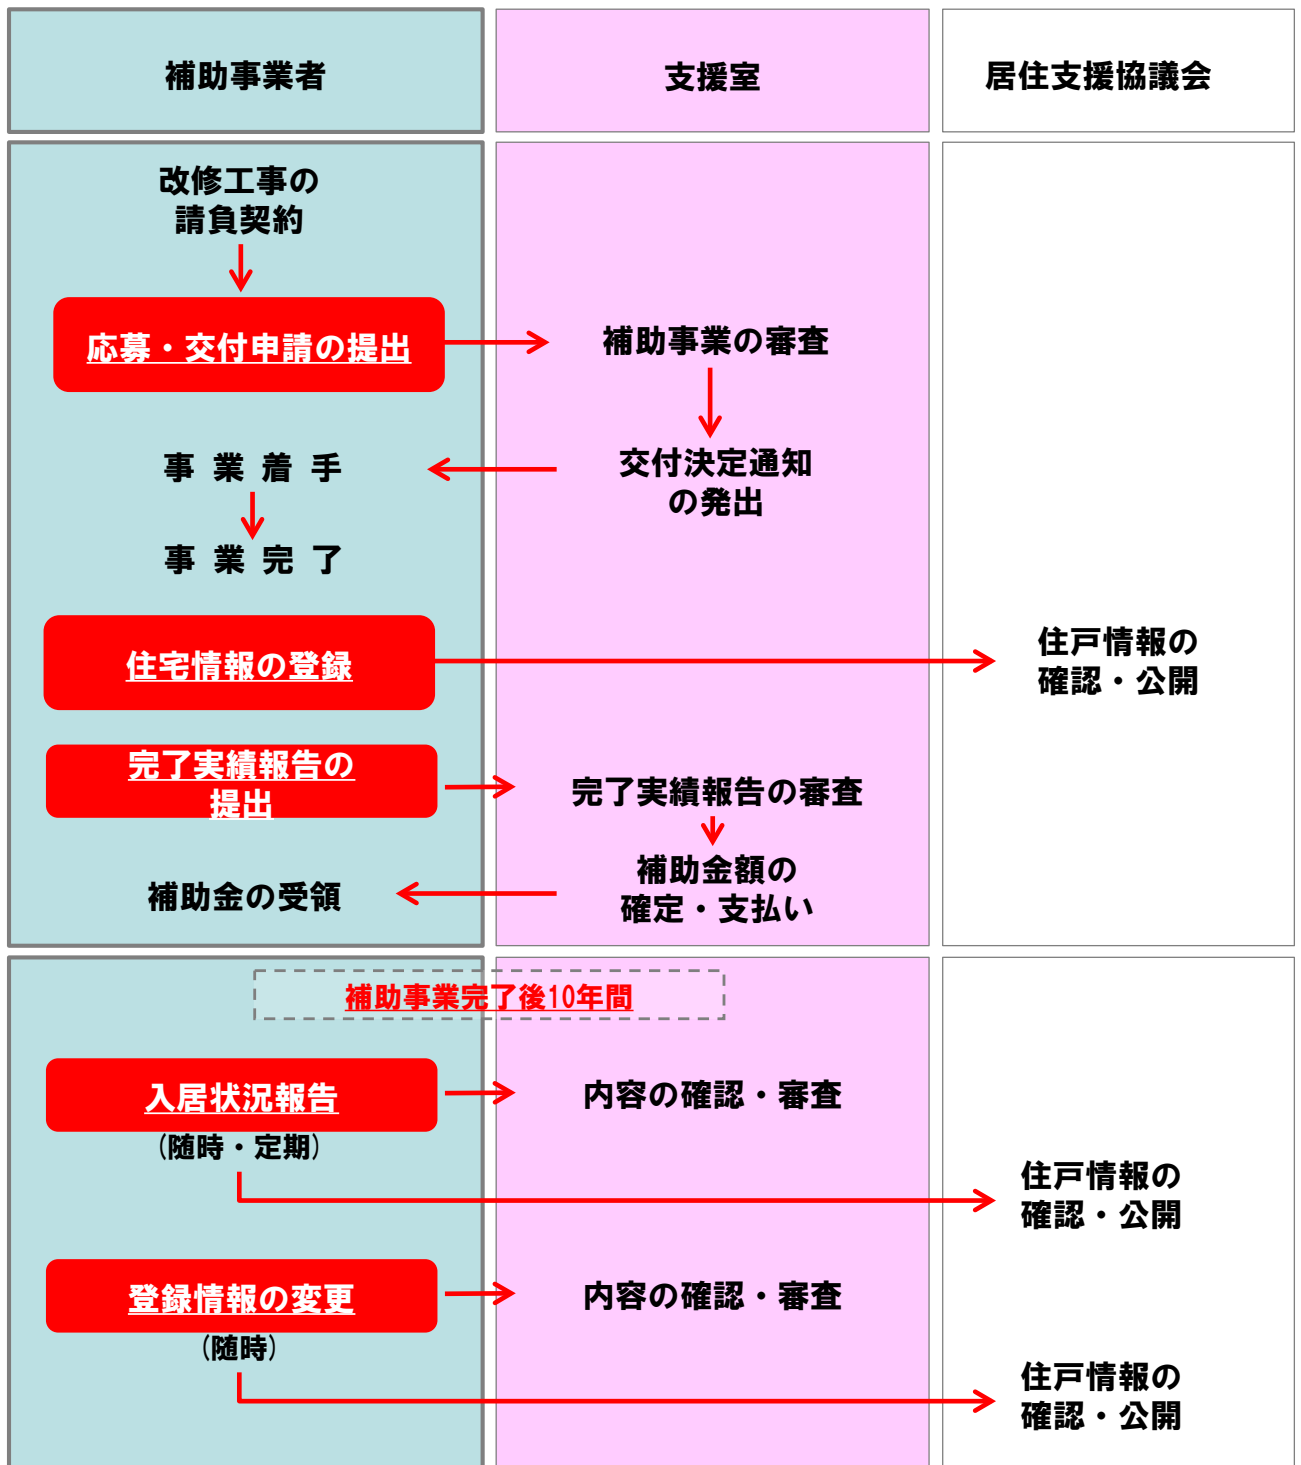 補助事業者
支援室
居住支援協議会
改修工事の
請負契約
応募・交付申請の提出
補助事業の審査
事 業 着 手
交付決定通知
の発出
事 業 完 了
住宅情報の登録
住戸情報の
確認・公開
完了実績報告の
提出
完了実績報告の審査
補助金の受領
補助金額の
確定・支払い
補助事業完了後10年間
入居状況報告
(随時・定期)
内容の確認・審査
住戸情報の
確認・公開
登録情報の変更
(随時)
内容の確認・審査
住戸情報の
確認・公開